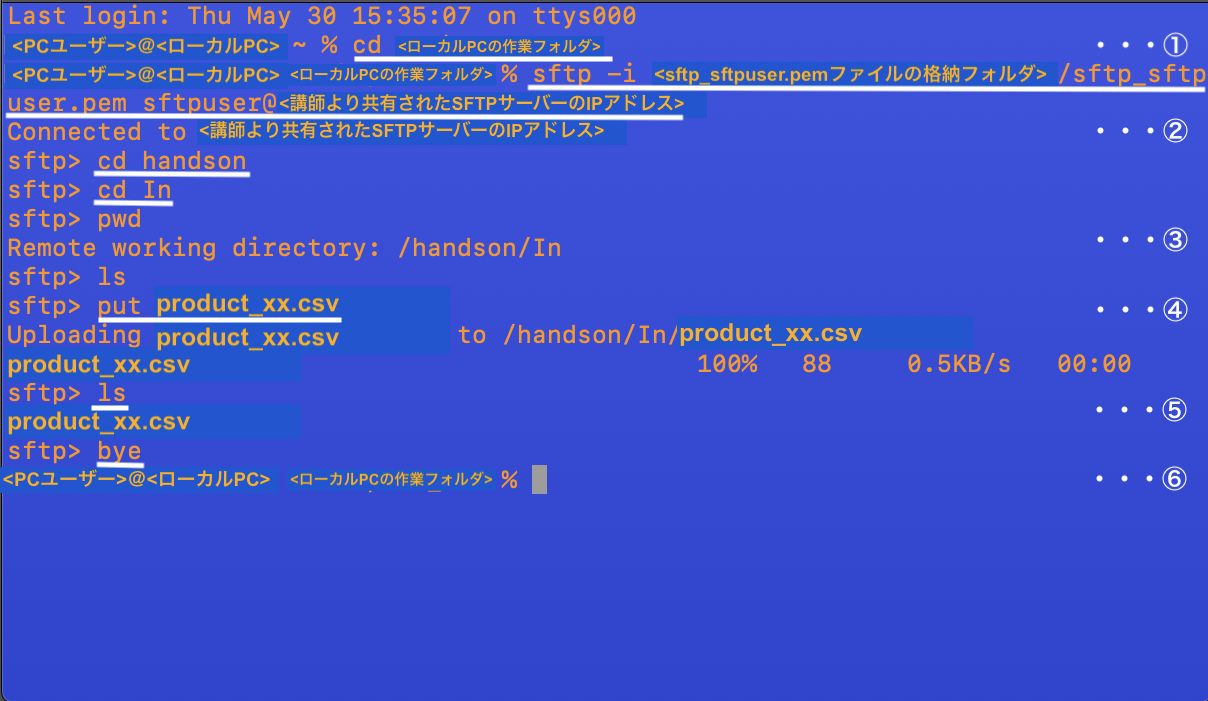 Last login: Thu May 30 15:35:07 on ttys000
<PCユーザー>@<ローカルPC> ~ % cd <ローカルPCの作業フォルダ> ・・・①
<PCユーザー>@<ローカルPC> <ローカルPCの作業フォルダ> % sftp -i <sftp_sftpuser.pemファイルの格納フォルダ> /sftp_sftp
user.pem sftpuser@<講師より共有されたSFTPサーバーのIPアドレス>
Connected to <講師より共有されたSFTPサーバーのIPアドレス> ・・・②
sftp> cd handson
sftp> cd In
sftp> pwd
Remote working directory: /handson/In ・・・③
sftp> ls
sftp> put product_xx.csv ・・・④
Uploading product_xx.csv to /handson/In/product_xx.csv
product_xx.csv 100% 88 0.5KB/s 00:00
sftp> ls ・・・⑤
product_xx.csv
sftp> bye
<PCユーザー>@<ローカルPC> <ローカルPCの作業フォルダ> % ・・・⑥